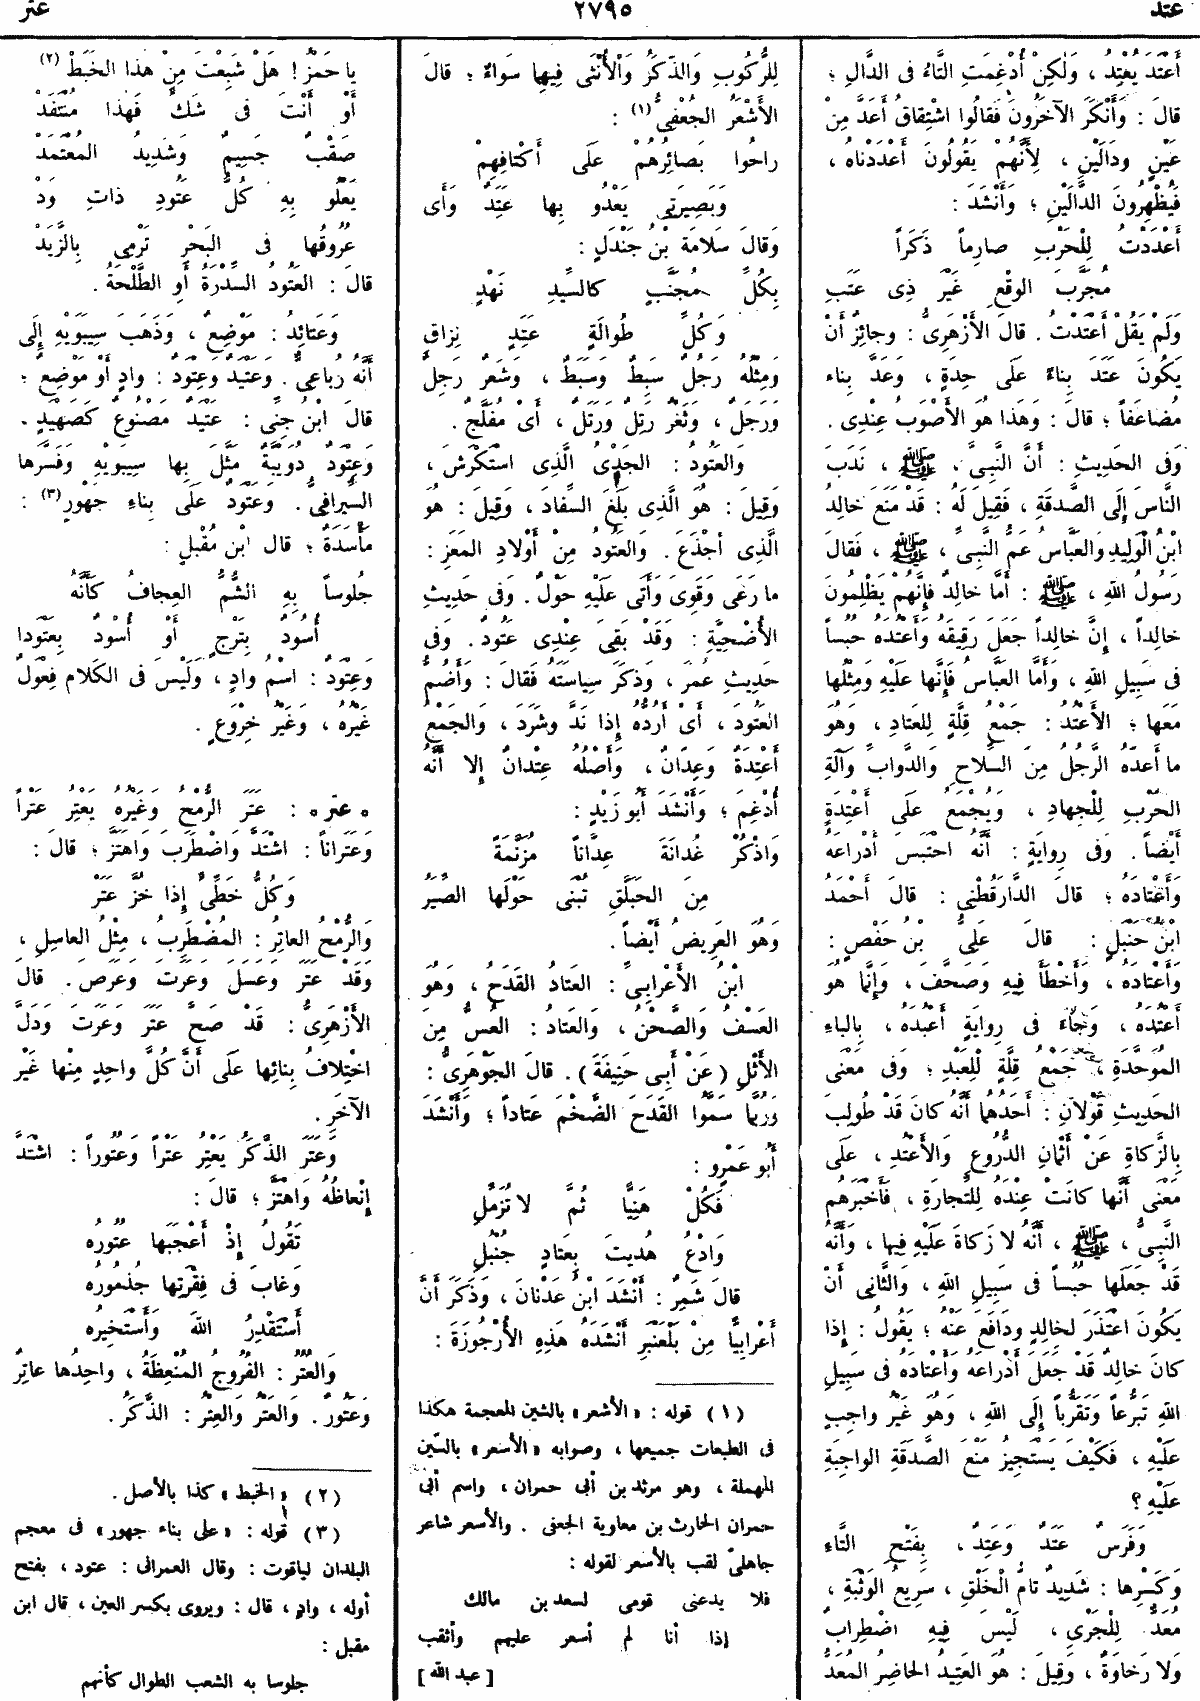 عتد
٢٧٩٥
عتر
أَعْتَدَ يُعْتِدُ ، وَلٰكِنْ أُدْغِمَتِ التَّاءُ فى الدَّالِ ؛
قالَ : وَأَنْكَرَ الآخَرُونَ فَقالُوا اشْتِقاقُ أَعَدَّ مِنْ
عَيْنٍ ودَالَيْنِ ، لِأَنَّهُمْ يَقُولُونَ أَعْدَدْناهُ ،
فَيُظْهِرُونَ الدَّالَيْنِ ؛ وَأَنْشَدَ :
أَعْدَدْتُ لِلْحَرْبِ صارِماً ذَكَرَاً
مُجَرَّبَ الوَقْعِ غَيْرَ ذِى عَتَبِ
وَلَمْ يَقُلْ أَعْتَدْتُ . قالَ الأَزْهَرِىُّ : وجائِزٌ أَنْ
يَكُونَ عَتَدَ بِناءً عَلَى حِدَةٍ ، وَعَدَّ بِناء
مُضاعَفاً ؛ قال : وَهَذا هُوَ الأَصْوَبُ عِنْدِى .
وَفى الحَدِيثِ : أَنَّ النَّبِىَّ ، ﷺ ، نَدَبَ
النَّاسَ إِلَى الصَّدقَةِ ، فَقِيلَ لَهُ : قَدْ مَنَعَ خالِدُ
ابْنُ الْوَلِيدِ وَالعَبَّاسُ عَمُّ النَّبِىِّ ، ﷺ ، فَقالَ
رَسُولُ اللهِ ، ﷺ : أَمَّا خالِدٌ فَإِنَّهُمْ يَظْلِمُونَ
خالِداً ، إِنَّ خالِداً جَعَلَ رَقِيقَهُ وَأَعْتُدَهُ حُبُساً
فى سَبِيلِ اللهِ ، وَأَمَّا العَبَّاسُ فَإِنَّها عَلَيْهِ وَمِثْلُها
مَعَها ؛ الأَعْتُدُ : جَمْعُ قِلَّةٍ لِلعَتادِ ، وَهُوَ
ما أَعدّهُ الرَّجُلُ مِنَ السِّلاحِ وَالدَّوابِّ وَآلَةِ
الحَرْبِ لِلْجِهادِ ، وَيُجْمَعُ عَلَى أَعْتِدَةٍ
أَيْضاً . وَفى رِوايَةٍ : أَنَّهُ احْتَبَسَ أَدْراعَهُ
وَأَعْتادَهُ ؛ قال الدَّارَقُطْنِى : قالَ أَحْمَدُ
ابْنُ حَنْبَلٍ : قالَ عَلِىُّ بْنُ حَفْصٍ :
وَأَعْتادَهُ ، وَأَخْطَأَ فِيهِ وَصَحَّفَ ، وَإِنَّما هُوَ
أَعْتُدَهُ ، وَجاءَ فى رِوايَةٍ أَعْبُدَهُ ، بِالباءِ
المُوَحَّدَةِ ، جَمْعُ قِلَّةٍ لِلْعَبْدِ ؛ وَفى مَعْنَى
الحَدِيثِ قَوْلانِ : أَحَدُهُما أَنَّهُ كانَ قَدْ طُولِبَ
بِالزَّكاةِ عَنْ أَثْمانِ الدُّرُوعِ وَالأَعْتُدِ ، عَلَى
مَعْنَى أَنَّها كانَتْ عِنْدَهُ لِلتِّجارَةِ ، فَأَخْبَرَهُم
النَّبِىُّ ، ﷺ ، أَنَّهُ لا زَكاةَ عَلَيْهِ فِيها ، وَأَنَّهُ
قَدْ جَعَلَها حُبُساً فى سَبِيلِ اللهِ ، وَالثَّانِى أَنْ
يَكُونَ اعْتَذَرَ لخِالِدٍ ودَافَعَ عَنْهُ ؛ يَقُولُ : إِذا
كانَ خالِدٌ قَدْ جَعَلَ أَدْراعَهُ وَأَعْتادَهُ فى سَبِيلِ
اللهِ تَبَرُّعاً وَتَقَرُّباً إِلَى اللهِ ، وَهُوَ غَيْرُ واجِبٍ
عَلَيْهِ ، فَكَيْفَ يَسْتَجِيزُ مَنْعَ الصَّدَقَةِ الواجِبَةِ
عَلَيْهِ ؟
وَفَرَسٌ عَتَدٌ وَعَتِدٌ ، بِفَتْحِ التَّاءِ
وَكَسْرِها : شَدِيدٌ تامُّ الْخَلْقِ ، سَرِيعُ الوَثْبَةِ ،
مُعَدٌّ لِلْجَرْىِ ، لَيْسَ فِيهِ اضْطِرابٌ
وَلا رَخاوَةٌ ، وَقِيلَ : هُوَ العَتِيدُ الحَاضِرُ المُعَدُّ
لِلرُّكُوبِ وَالذَّكَرُ وَالْأُنْثَى فِيهِا سَواءٌ ؛ قالَ
الأَشْعَرُ الجُعْفِىُّ(١) :
راحُوا بَصائِرُهُمْ عَلَى أَكْتافِهِمْ
وَبَصِيرَتِى يَعْدُو بِها عَتَدٌ وَأَى
وَقالَ سَلامَةُ بْنُ جَنْدَلٍ :
بِكُلِّ مُجَنَّبٍ كالسِّيدِ نَهْدٍ
وَكُلِّ طُوالَةٍ عَتِدٍ نِزاقِ
وَمِثْلُهُ رَجُلٌ سَبِطٌ وَسَبَطٌ ، وَشَعَرٌ رَجِلٌ
وَرَجَلٌ ، وَثَغْرٌ رَتِلٌ وَرَتَلٌ ، أَىْ مُفَلَّجٌ .
والعَتُودُ : الجَدْىُ الَّذِى اسْتَكْرَشَ ،
وَقِيلَ : هُوَ الَّذِى بَلَغَ السِّفادَ ، وَقِيلَ : هُوَ
الَّذِى أَجْذَعَ . وَالعَتُودُ مِنْ أَوْلادِ المَعَزِ :
ما رَعَى وَقَوِىَ وَأَتَى عَلَيْهِ حَوْلٌ . وَفى حَدِيثِ
الأُضْحِيَّةِ : وَقَدْ بَقِىَ عِنْدِى عَتُودٌ . وَفى
حَدِيثِ عُمَرَ ، وَذَكَرَ سِياسَتَهُ فَقالَ : وَأَضُمُّ
العَتُودَ ، أَىْ أَرُدُّهُ إِذا نَدَّ وشَرَدَ ، وَالجَمْعُ
أَعْتِدَةٌ وَعِدّانٌ ، وَأَصْلُهُ عِتْدانٌ إِلا أَنَّهُ
أُدْغِمَ ؛ وَأَنْشَدَ أَبُو زَيْدٍ :
وَاذْكُرْ غُدانَةَ عِدَّاناً مُزَنَّمَةً
مِنَ الحَبَلَّقِ تُبْنَى حَوْلَها الصِّيَرُ
وَهُوَ العَرِيضُ أَيْضاً .
ابْنُ الأَعْرابِىِّ : العَتادُ القَدَحُ ، وَهُوَ
العَسْفُ وَالصَّحْنُ ، وَالعَتادُ : العُسُّ مِنَ
الأَثْلِ ( عَنْ أَبِى حَنِيفَةَ ) . قالَ الجَوْهَرِىُّ :
وَرُبَّما سَمَّوُا القَدَحَ الضَّخْمَ عَتاداً ؛ وَأَنْشَدَ
أَبُو عَمْرٍو :
فَكُلْ هَنِيًّا ثُمَّ لا تُزَمِّلِ
وَادْعُ هُدِيتَ بِعَتادٍ جُنْبُلِ
قالَ شَمِرٌ : أَنْشَدَ ابْنُ عَدْنانَ ، وَذَكَرَ أَنَّ
أَعْرابِيًّا مِنْ بَلْعَنْبَرِ أَنْشَدَهُ هَذِهِ الأُرْجُوزَةَ :
(١) قوله : « الأشعر » بالشين المعجمة هكذا
فى الطبعات جميعها ، وصوابه « الأسعر » بالسّين
المهملة ، وهو مرثد بن أبى حمران ، واسم أبى
حمران الحارث بن معاوية الجعفى . والأسعر شاعر
جاهلىّ لقب بالأسعر لقوله :
فلا يدعنى قومى لسعد بن مالك
إذا أنا لم أسعر عليهم وأثقب
[ عبد الله ]
يا حَمْزُ ! هَلْ شَبِعْتَ مِنْ هذا الخَبَطْ (٢)
أَوْ أَنْتَ فى شَكٍّ فَهذا مُنْتَفَدْ
صَقْبٌ جَسِيمٌ وَشَدِيدُ المُعْتَمَدْ
يَعْلُو بِهِ كُلُّ عَتُودِ ذاتِ وَدْ
عُرُوقُها فى البَحْرِ تَرْمِى بِالزَّبَدْ
قالَ : العَتُودُ السِّدْرَةُ أَوِ الطَّلْحَةُ .
وَعَتائِدُ : مَوْضِعٌ ، وَذَهَبَ سِيبَوَيْهِ إِلَى
أَنَّهُ رُباعِىٌّ . وَعَتْيَدٌ وَعِتْوَدٌ : وادٍ أَوْ مَوْضِعٌ ؛
قالَ ابْنُ جِنِّى : عَتْيَدٌ مَصْنُوعٌ كَصَهْيَدٍ .
وَعِتْوَدٌ دُوَيْبَّةٌ مَثَّلَ بِها سِيبَوَيْهِ وَفَسَّرَها
السِّيرافِىُّ . وَعَتْوَدٌ عَلَى بِناءِ جَهْوَرٍ(٣) :
مَأْسَدَةٌ ؛ قال ابْن مُقْبِلٍ :
جُلُوساً بِهِ الشُّمُّ العِجافُ كَأَنَّهُ
أُسُودٌ بِتَرْجٍ أَوْ أُسُودٌ بِعَتْوَدا
وَعِتْوَدٌ : اسْمُ وادٍ ، وَلَيْسَ فى الكَلامِ فِعْوَلٌ
غَيْرُهُ ، وَغَيْرُ خِرْوَعٍ .
• عتر • : عَتَرَ الرُّمْحُ وَغَيْرُهُ يَعْتِرُ عَتْراً
وَعَتَراناً : اشْتَدَّ وَاضْطَرَبَ وَاهْتَزَّ ؛ قالَ :
وَكُلُّ خَطِّىٍّ إِذا هُزَّ عَتَرْ
وَالرُّمْحُ العاتِرُ : المُضْطَرِبُ ، مِثْلُ العاسِلِ ،
وَقَدْ عَتَرَ وَعَسَلَ وَعَرَتَ وَعَرَصَ . قالَ
الأَزْهَرِىُّ : قَدْ صَحَّ عَتَرَ وَعَرَتَ وَدَلَّ
اخْتِلافُ بِنائِها عَلَى أَنَّ كُلَّ واحِدٍ مِنْها غَيْرُ
الآخَرِ .
وَعَتَرَ الذَّكَرُ يَعْتِرُ عَتْراً وَعُتُوراً : اشْتَدَّ
إِنْعاظُهُ وَاهْتَزَّ ؛ قالَ :
تَقُولُ إِذْ أَعْجَبَها عُتُورُه
وَغابَ فى فِقْرَتِها جُذْمُورُه
أَسْتَقْدِرُ اللهَ وَأَسْتَخِيرُه
وَالعُتُرُ : الفُرُوجُ المُنْعِظَةُ ، واحِدُها عاتِرٌ
وَعَتُورٌ . وَالعَتْرُ وَالعِتْرُ : الذَّكَرُ .
(٢) « الخبط » كذا بالأصل .
(٣) قوله : « على بناء جهور » فى معجم
البلدان لياقوت : وقال العمرانى : عتود ، بفتح
أوله ، وادٍ ، قال : ويروى بكسر العين ، قال ابن
مقبل :
جلوسا به الشعب الطوال كأنهم